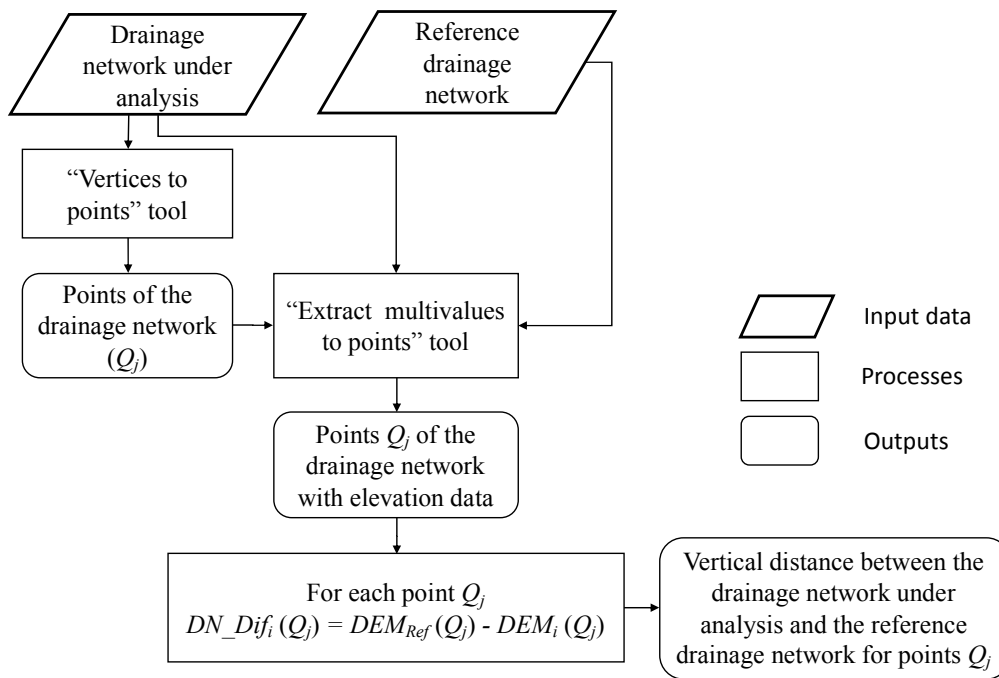 Drainage
network under
analysis
Reference
drainage
network
“Vertices to
points” tool
Points of the
drainage network
(Qj)
“Extract multivalues
to points” tool
Input data
Processes
Outputs
Points Qj of the
drainage network
with elevation data
For each point Qj
DN_Difi (Qj) = DEMRef (Qj) - DEMi (Qj)
Vertical distance between the
drainage network under
analysis and the reference
drainage network for points Qj